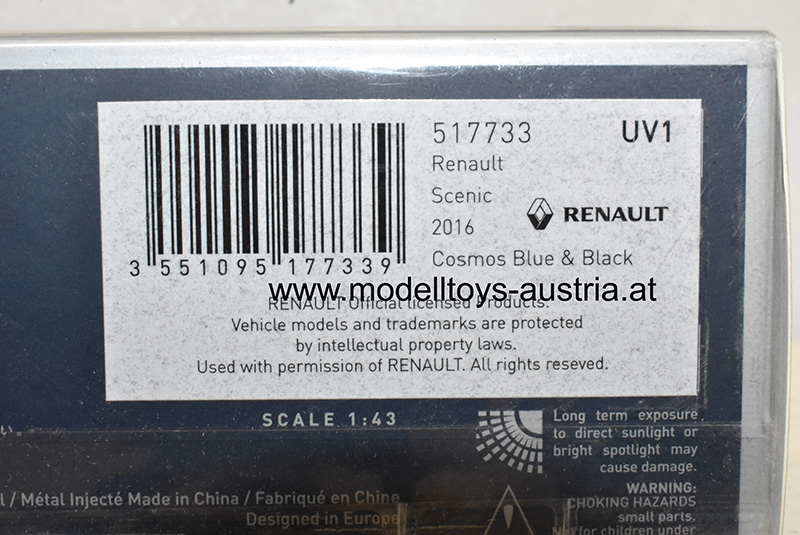 517733 UV1
Renault
Scenic
2016
RENAULT
Cosmos Blue & Black
3 551095 177339
www.modelltoys-austria.at
RENAULT Official licensed Products.
Vehicle models and trademarks are protected
by intellectual property laws.
Used with permission of RENAULT. All rights reseved.
SCALE 1:43
Long term exposure
to direct sunlight or
bright spotlight may
cause damage.
い。
l / Métal Injecté Made in China / Fabriqué en Chine
Designed in Europe
WARNING:
CHOKING HAZARDS
small parts.
Not for children under